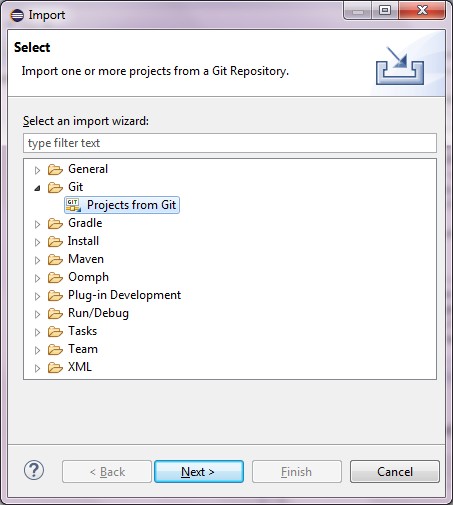 Import
Select
Import one or more projects from a Git Repository.
Select an import wizard:
type filter text
General
Git
GIT Projects from Git
Gradle
Install
Maven
Oomph
Plug-in Development
Run/Debug
Tasks
Team
XML
? < Back Next > Finish Cancel